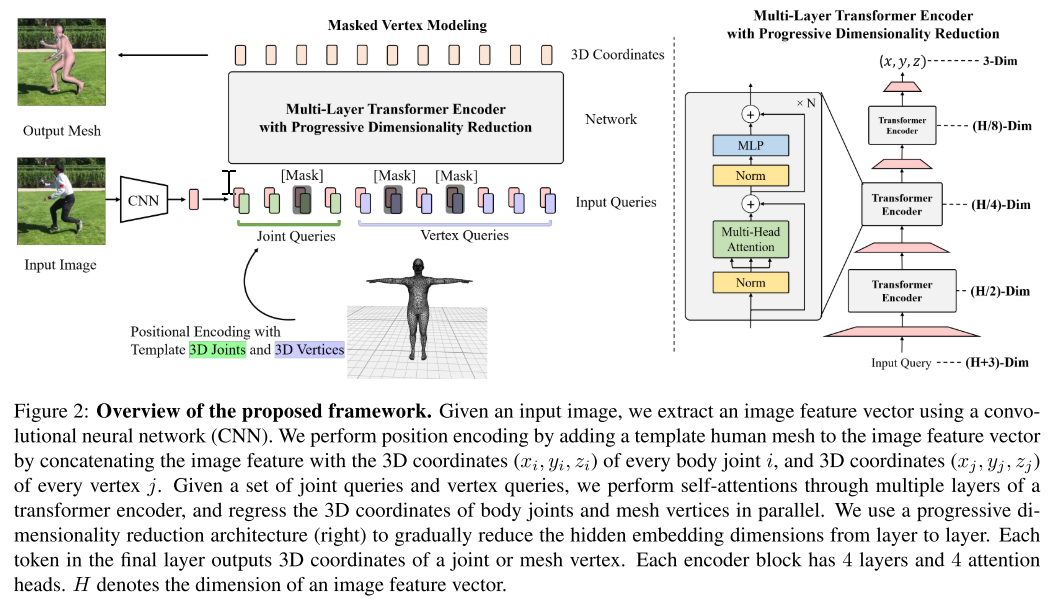 Masked Vertex Modeling
3D Coordinates
Multi-Layer Transformer Encoder
with Progressive Dimensionality Reduction
Network
Output Mesh
[Mask] [Mask] [Mask]
CNN
Input Queries
Joint Queries Vertex Queries
Input Image
Positional Encoding with
Template 3D Joints and 3D Vertices
Multi-Layer Transformer Encoder
with Progressive Dimensionality Reduction
(x, y, z) 3-Dim
× N
Transformer
Encoder
(H/8)-Dim
MLP
Norm
Transformer
Encoder
(H/4)-Dim
Multi-Head
Attention
Norm
Transformer
Encoder
(H/2)-Dim
Input Query (H+3)-Dim
Figure 2: Overview of the proposed framework. Given an input image, we extract an image feature vector using a convo-
lutional neural network (CNN). We perform position encoding by adding a template human mesh to the image feature vector
by concatenating the image feature with the 3D coordinates (xᵢ, yᵢ, zᵢ) of every body joint i, and 3D coordinates (xⱼ, yⱼ, zⱼ)
of every vertex j. Given a set of joint queries and vertex queries, we perform self-attentions through multiple layers of a
transformer encoder, and regress the 3D coordinates of body joints and mesh vertices in parallel. We use a progressive di-
mensionality reduction architecture (right) to gradually reduce the hidden embedding dimensions from layer to layer. Each
token in the final layer outputs 3D coordinates of a joint or mesh vertex. Each encoder block has 4 layers and 4 attention
heads. H denotes the dimension of an image feature vector.